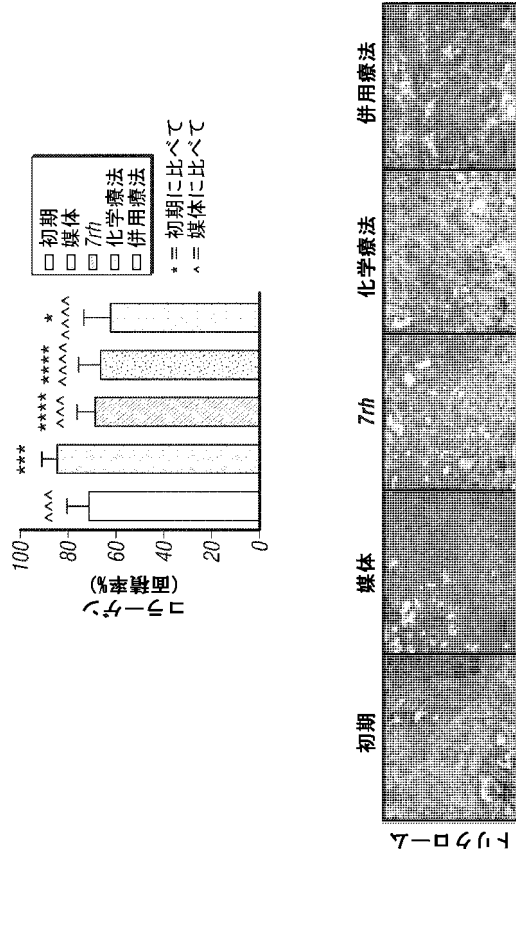 コラーゲン
(面積率%)
100
80
60
40
20
0
^^^
***
****
^^^
****
^^^^
*
^^^^
初期
媒体
7rh
化学療法
併用療法
* = 初期に比べて
^ = 媒体に比べて
初期 媒体 7rh 化学療法 併用療法
トリクローム